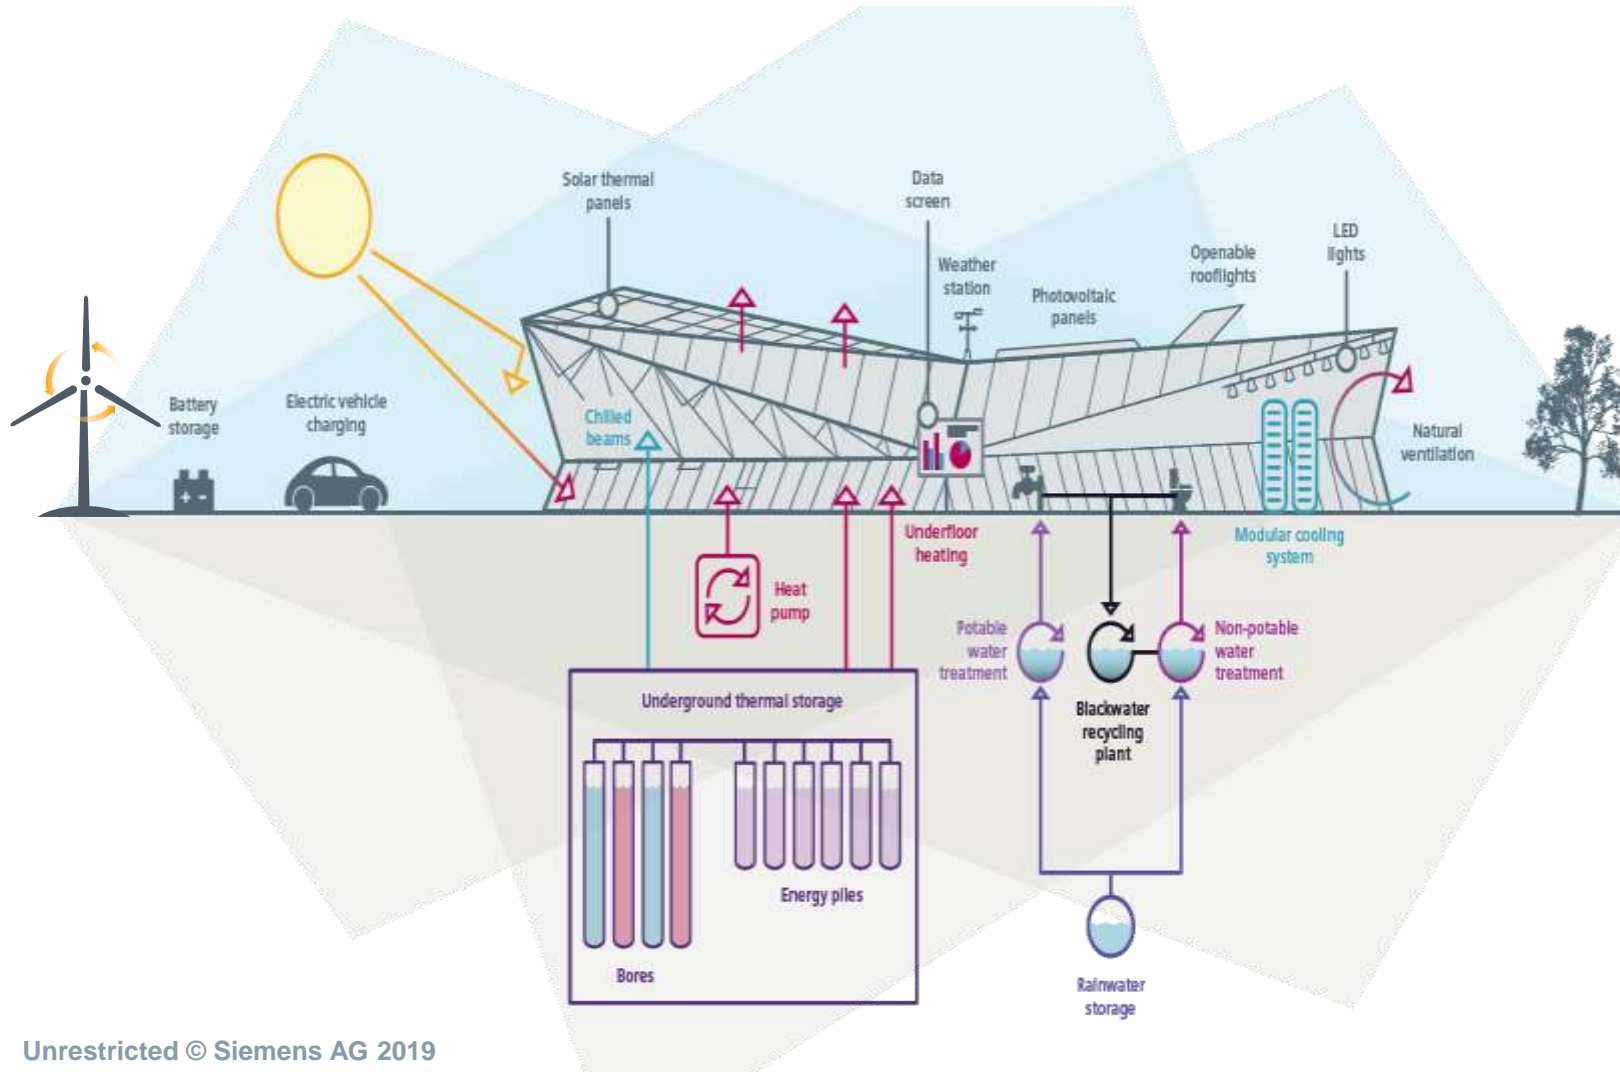 Solar thermal
panels
Data
screen
Weather
station
Photovoltaic
panels
Openable
rooflights
LED
lights
Battery
storage
Electric vehicle
charging
Chilled
beams
Natural
ventilation
Underfloor
heating
Modular cooling
system
Heat
pump
Potable
water
treatment
Non-potable
water
treatment
Blackwater
recycling
plant
Underground thermal storage
Energy piles
Bores
Rainwater
storage
Unrestricted © Siemens AG 2019